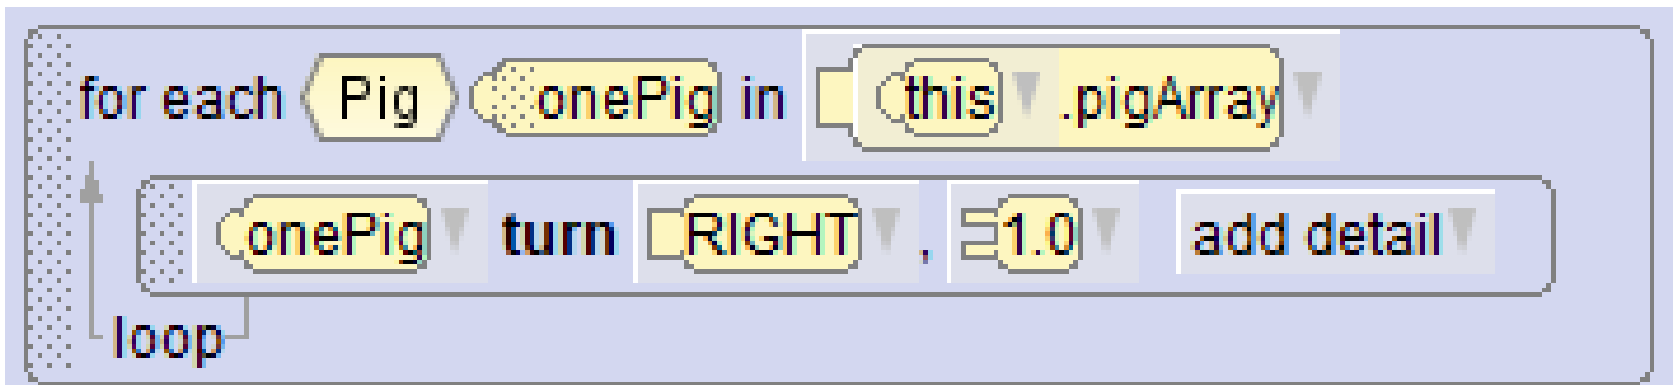 for each Pig onePig in this .pigArray
onePig turn RIGHT , 1.0 add detail
loop